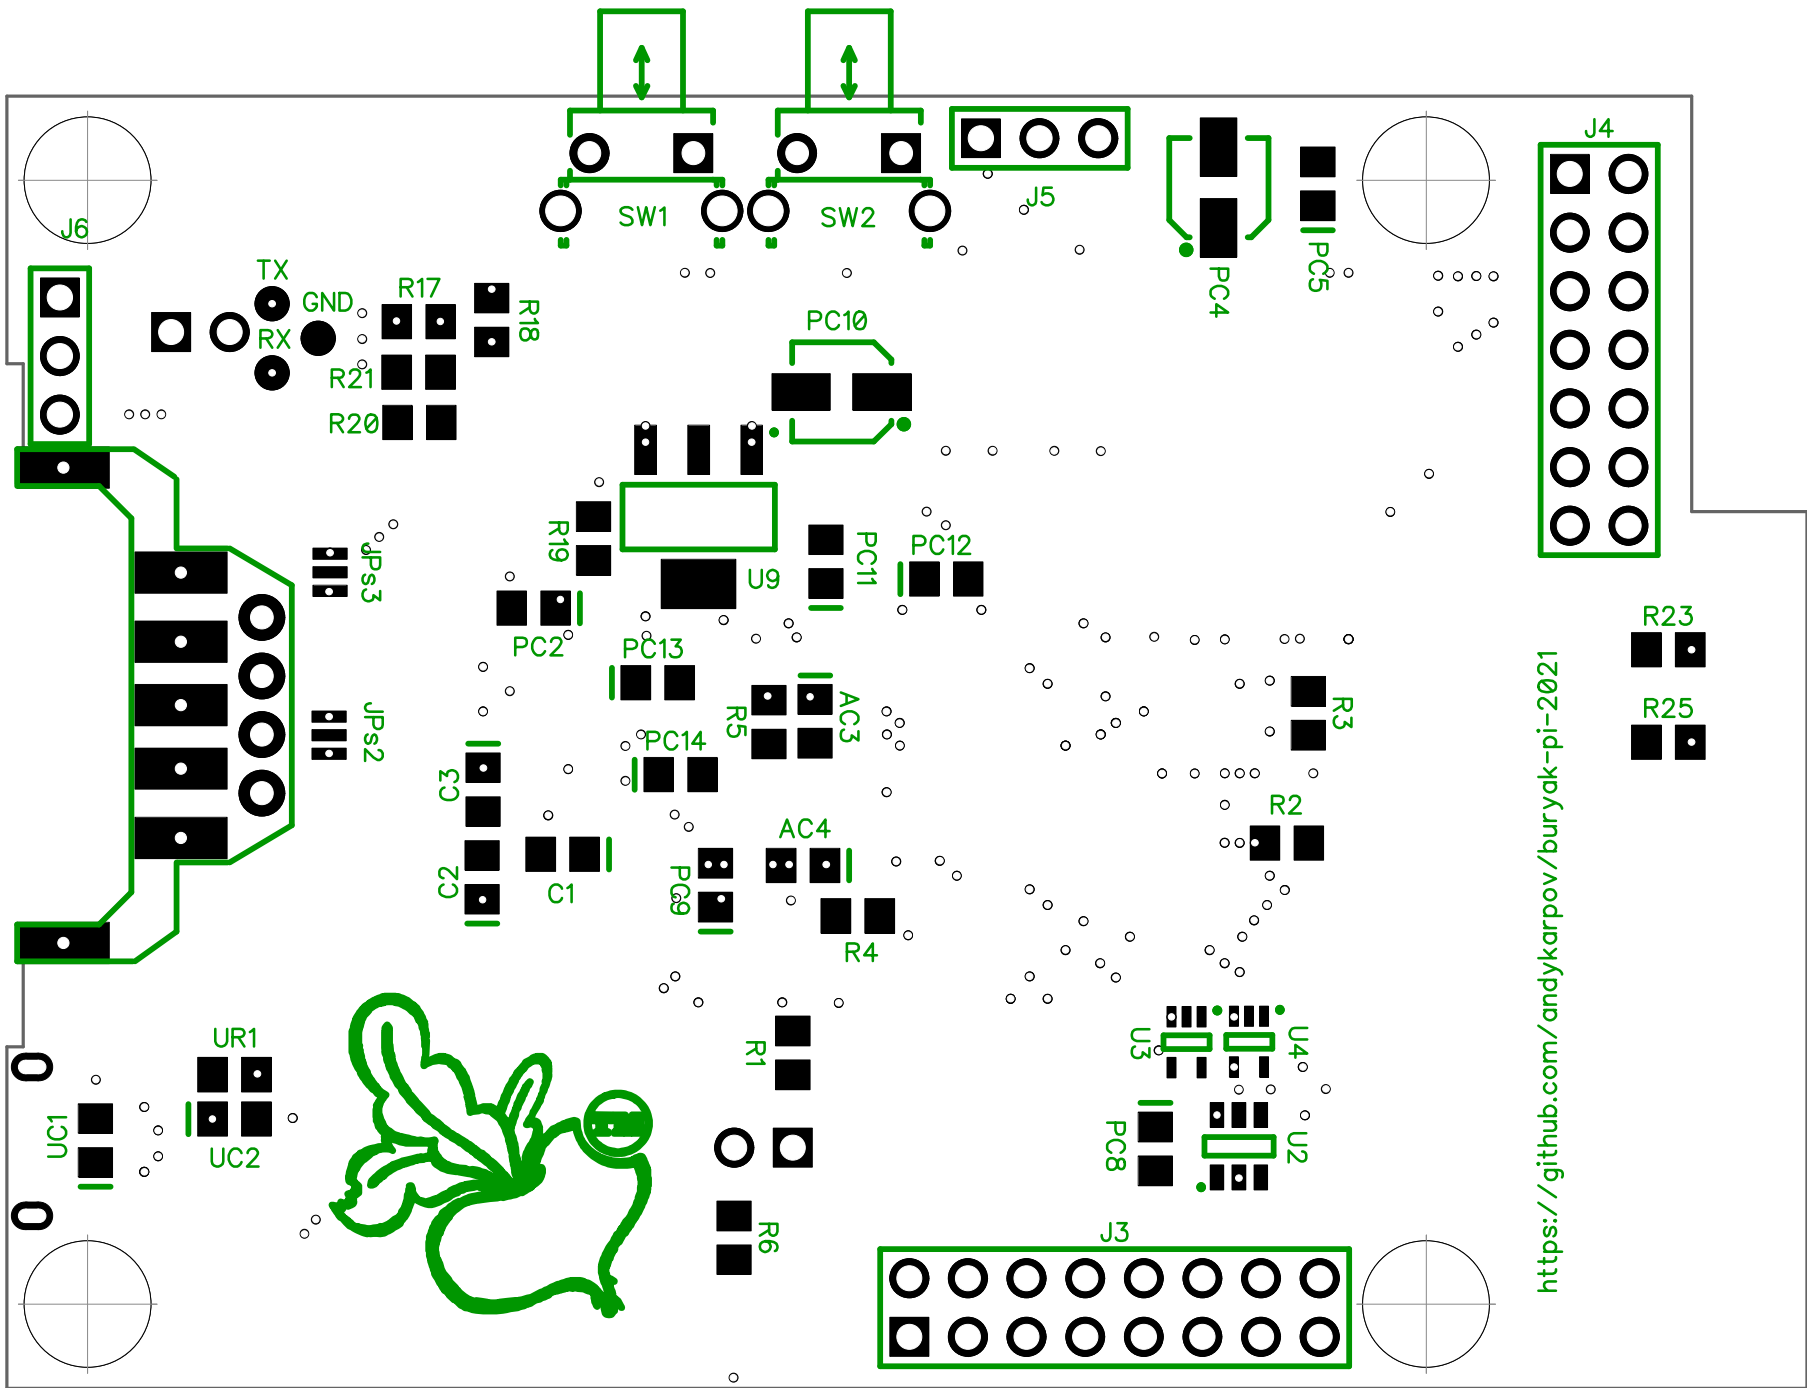 SW1
SW2
J5
J4
J6
PC4
PC5
TX
GND
RX
R17
R18
R21
R20
PC10
R19
U9
PC11
PC12
JPs3
PC2
PC13
R23
R5
AC3
R3
R25
JPs2
PC14
C3
AC4
R2
C2
C1
PC9
R4
https://github.com/andykarpov/buryak-pi-2021
UR1
R1
U3
U4
UC1
UC2
PC8
U2
R6
J3